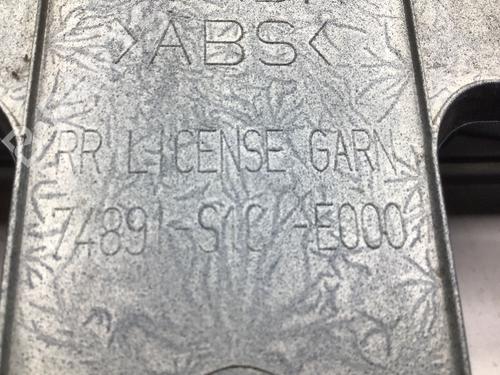 >ABS<
RR LICENSE GARN
74891-S1C -E000